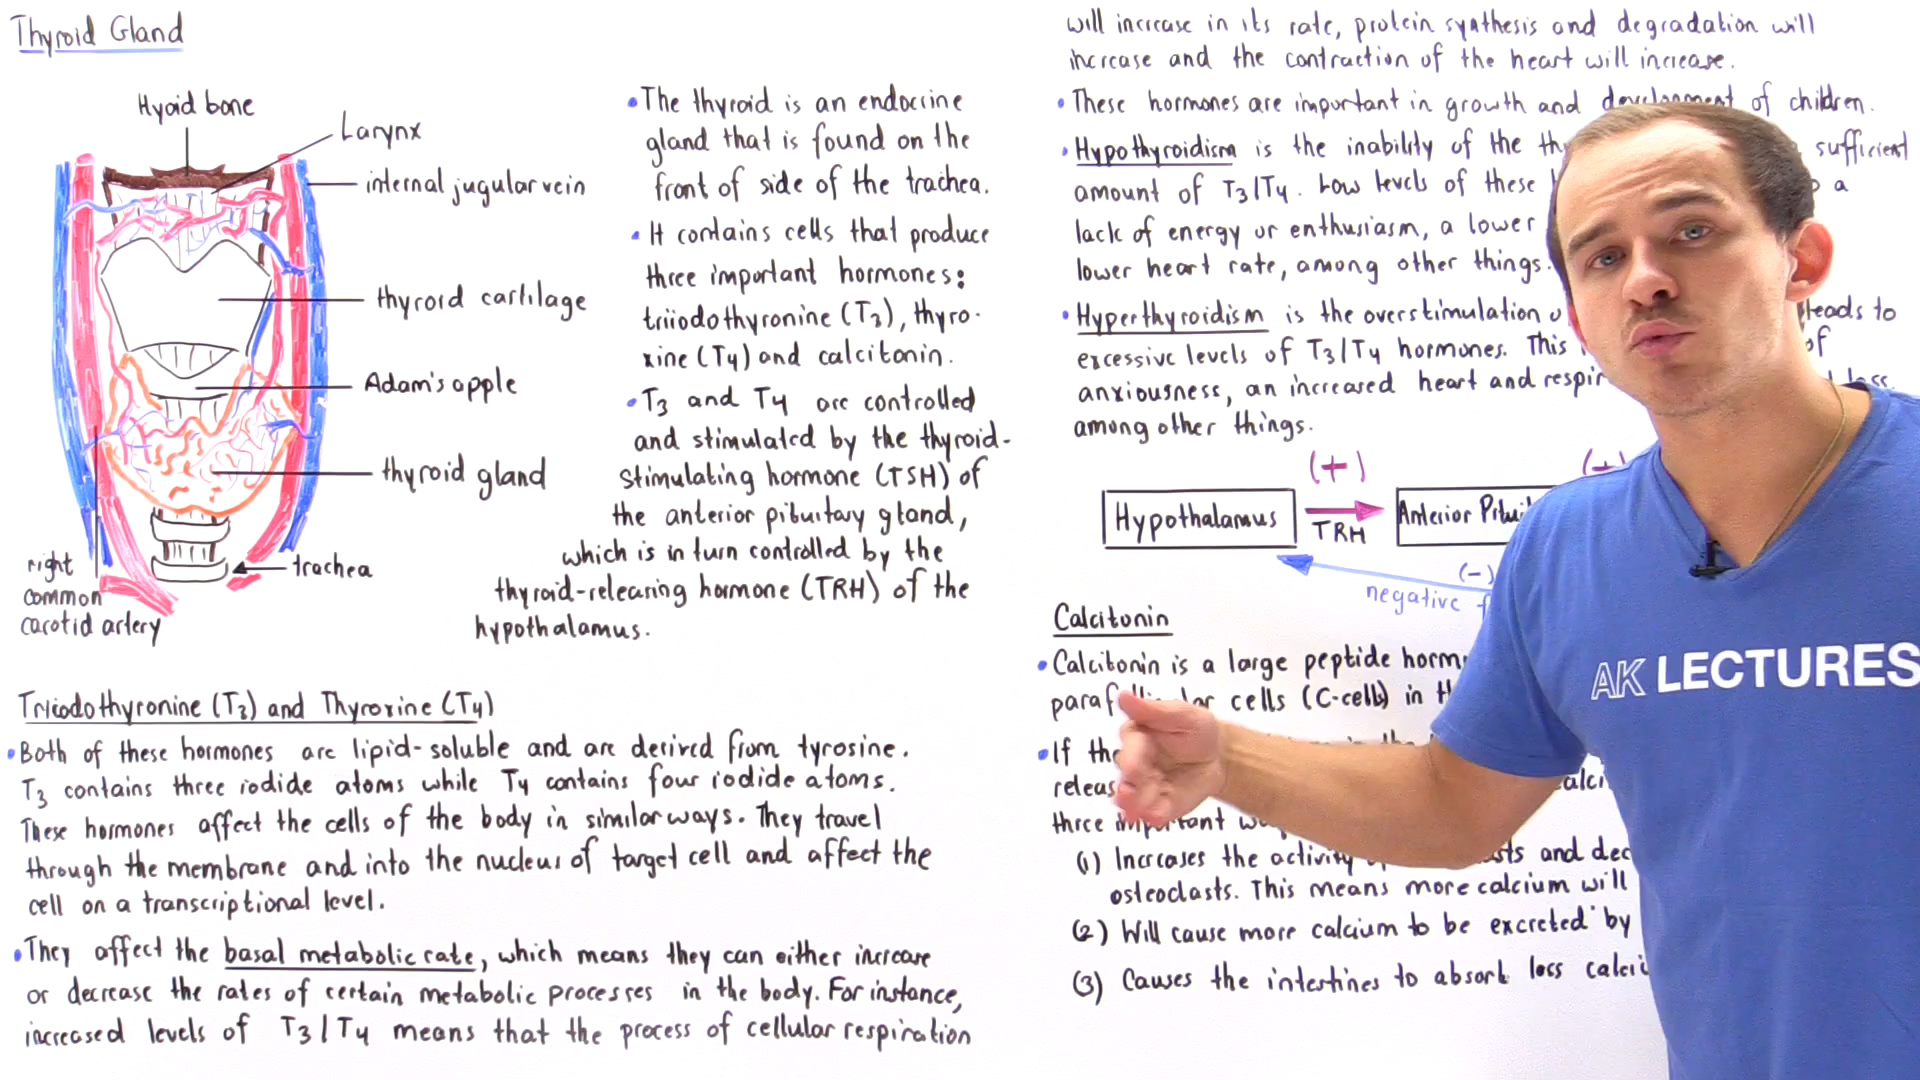 Thyroid Gland
Hyoid bone
Larynx
internal jugular vein
thyroid cartilage
Adam's apple
thyroid gland
trachea
right
common
carotid artery
• The thyroid is an endocrine
gland that is found on the
front of side of the trachea.
• It contains cells that produce
three important hormones:
triiodothyronine (T3), thyro-
xine (T4) and calcitonin.
• T3 and T4 are controlled
and stimulated by the thyroid-
stimulating hormone (TSH) of
the anterior pituitary gland,
which is in turn controlled by the
thyroid-releasing hormone (TRH) of the
hypothalamus.
Triiodothyronine (T3) and Thyroxine (T4)
• Both of these hormones are lipid-soluble and are derived from tyrosine.
T3 contains three iodide atoms while T4 contains four iodide atoms.
These hormones affect the cells of the body in similar ways. They travel
through the membrane and into the nucleus of target cell and affect the
cell on a transcriptional level.
• They affect the basal metabolic rate, which means they can either increase
or decrease the rates of certain metabolic processes in the body. For instance,
increased levels of T3/T4 means that the process of cellular respiration
will increase in its rate, protein synthesis and degradation will
increase and the contraction of the heart will increase.
• These hormones are important in growth and development of children.
• Hypothyroidism is the inability of the sufficient
amount of T3/T4. Low levels of these a
lack of energy or enthusiasm, a lower
lower heart rate, among other things.
• Hyperthyroidism is the overstimulation leads to
excessive levels of T3/T4 hormones. This of
anxiousness, an increased heart and loss
among other things.
(+) (+)
Hypothalamus TRH Anterior
(-)
negative
Calcitonin
• Calcitonin is a large peptide
cells (C-cells) in
• If
three important
(1) Increases the activity and
osteoclasts. This means more calcium will
(2) Will cause more calcium to be excreted by
(3) Causes the intestines to absorb less
AK LECTURES